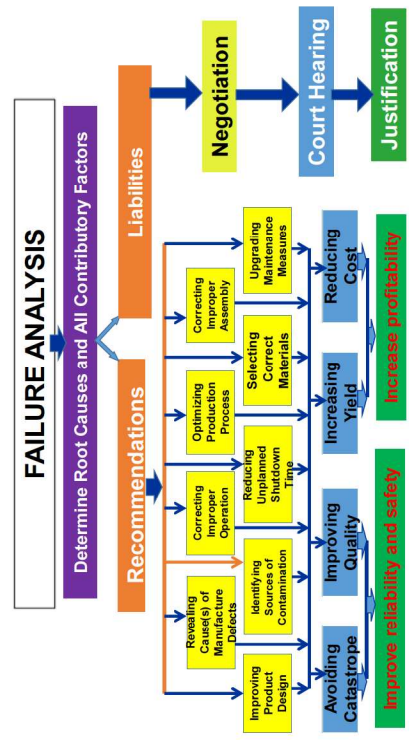 FAILURE ANALYSIS
Determine Root Causes and All Contributory Factors
Recommendations
Liabilities
Revealing
Cause(s) of
Manufacture
Defects
Correcting
Improper
Operation
Optimizing
Production
Process
Correcting
Improper
Assembly
Improving
Product
Design
Identifying
Sources of
Contamination
Reducing
Unplanned
Shutdown
Time
Selecting
Correct
Materials
Upgrading
Maintenance
Measures
Avoiding
Catastrope
Improving
Quality
Increasing
Yield
Reducing
Cost
Improve reliability and safety
Increase profitability
Negotiation
Court Hearing
Justification